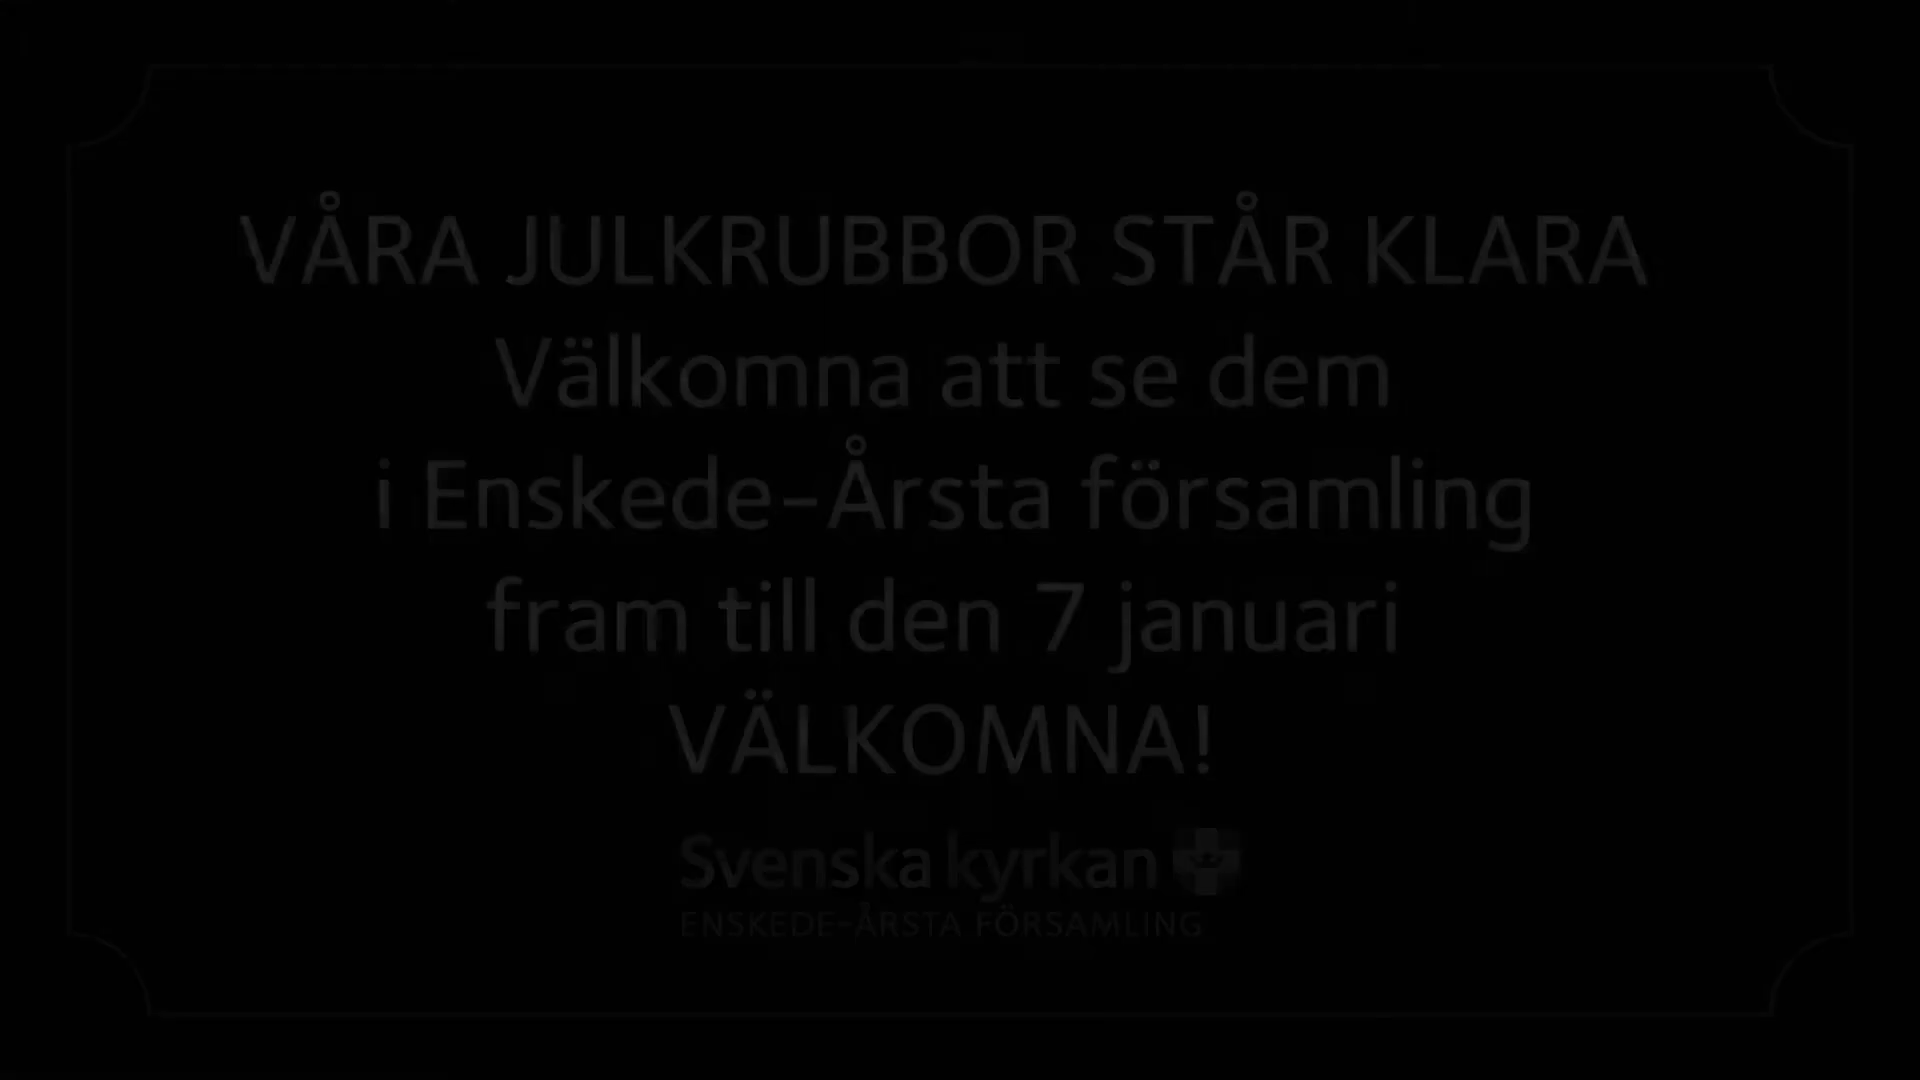 VÅRA JULKRUBBOR STÅR KLARA
Välkomna att se dem
i Enskede-Årsta församling
fram till den 7 januari
VÄLKOMNA!
Svenska kyrkan
ENSKEDE-ÅRSTA FÖRSAMLING